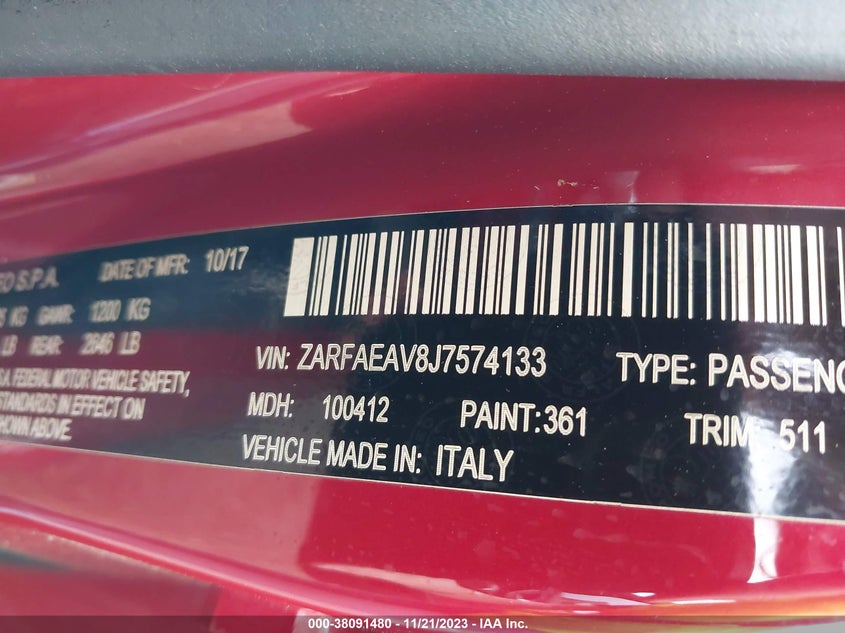 EO S.P.A. DATE OF MFR: 10/17
KG GAWR: 1200 KG
LB REAR: 2846 LB
S.A. FEDERAL MOTOR VEHICLE SAFETY,
STANDARDS IN EFFECT ON
SHOWN ABOVE.
VIN: ZARFAEAV8J7574133 TYPE: PASSENG
MDH: 100412 PAINT:361 TRIM: 511
VEHICLE MADE IN: ITALY
000-38091480 - 11/21/2023 - IAA Inc.